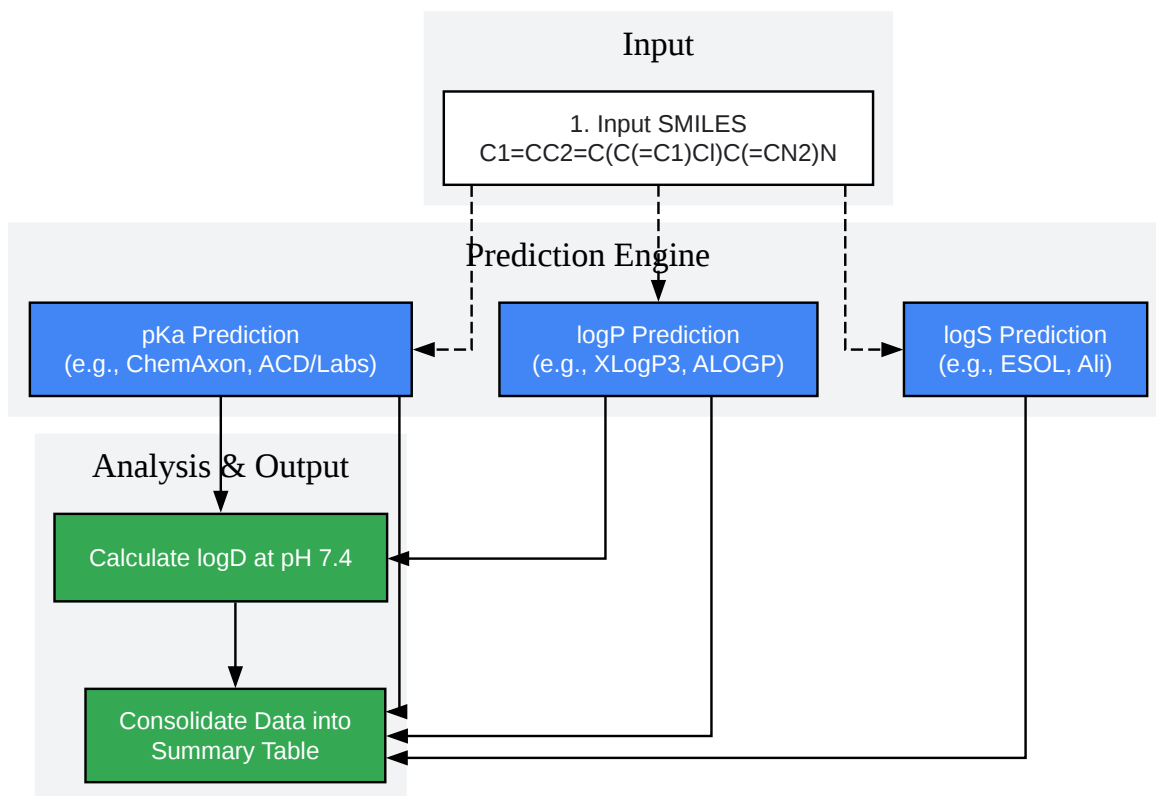 Input
1. Input SMILES
C1=CC2=C(C(=C1)Cl)C(=CN2)N
Prediction Engine
pKa Prediction
(e.g., ChemAxon, ACD/Labs)
logP Prediction
(e.g., XLogP3, ALOGP)
logS Prediction
(e.g., ESOL, Ali)
Analysis & Output
Calculate logD at pH 7.4
Consolidate Data into
Summary Table